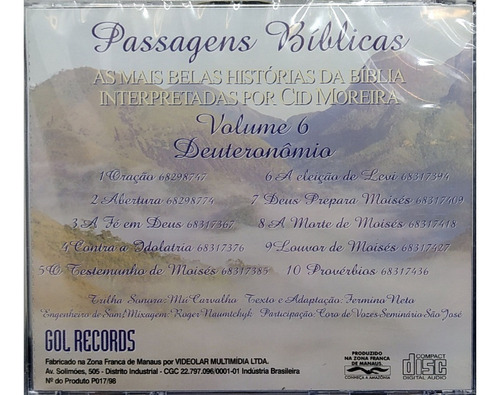 Passagens Bíblicas
AS MAIS BELAS HISTÓRIAS DA BÍBLIA
INTERPRETADAS POR CID MOREIRA
Volume 6
Deuteronômio
1 Oração 68298747
2 Abertura 68298774
3 A Fé em Deus 68317367
4 Contra a Idolatria 68317376
5 O Testemunho de Moisés 68317385
6 A eleição de Levi 68317394
7 Deus Prepara Moisés 68317409
8 A Morte de Moisés 68317418
9 Louvor de Moisés 68317427
10 Provérbios 68317436
Trilha Sonora: Mú Carvalho Texto e Adaptação: Fermino Neto
Engenheiro de Som/Mixagem: Roger Naumtchyk Participação: Coro de Vozes Seminário São José
GOL RECORDS
Fabricado na Zona Franca de Manaus por VIDEOLAR MULTIMÍDIA LTDA.
Av. Solimões, 505 - Distrito Industrial - CGC 22.797.096/0001-01 Indústria Brasileira
Nº do Produto P017/98
PRODUZIDO
NA ZONA FRANCA
DE MANAUS
CONHEÇA A AMAZÔNIA
COMPACT
disc
DIGITAL AUDIO